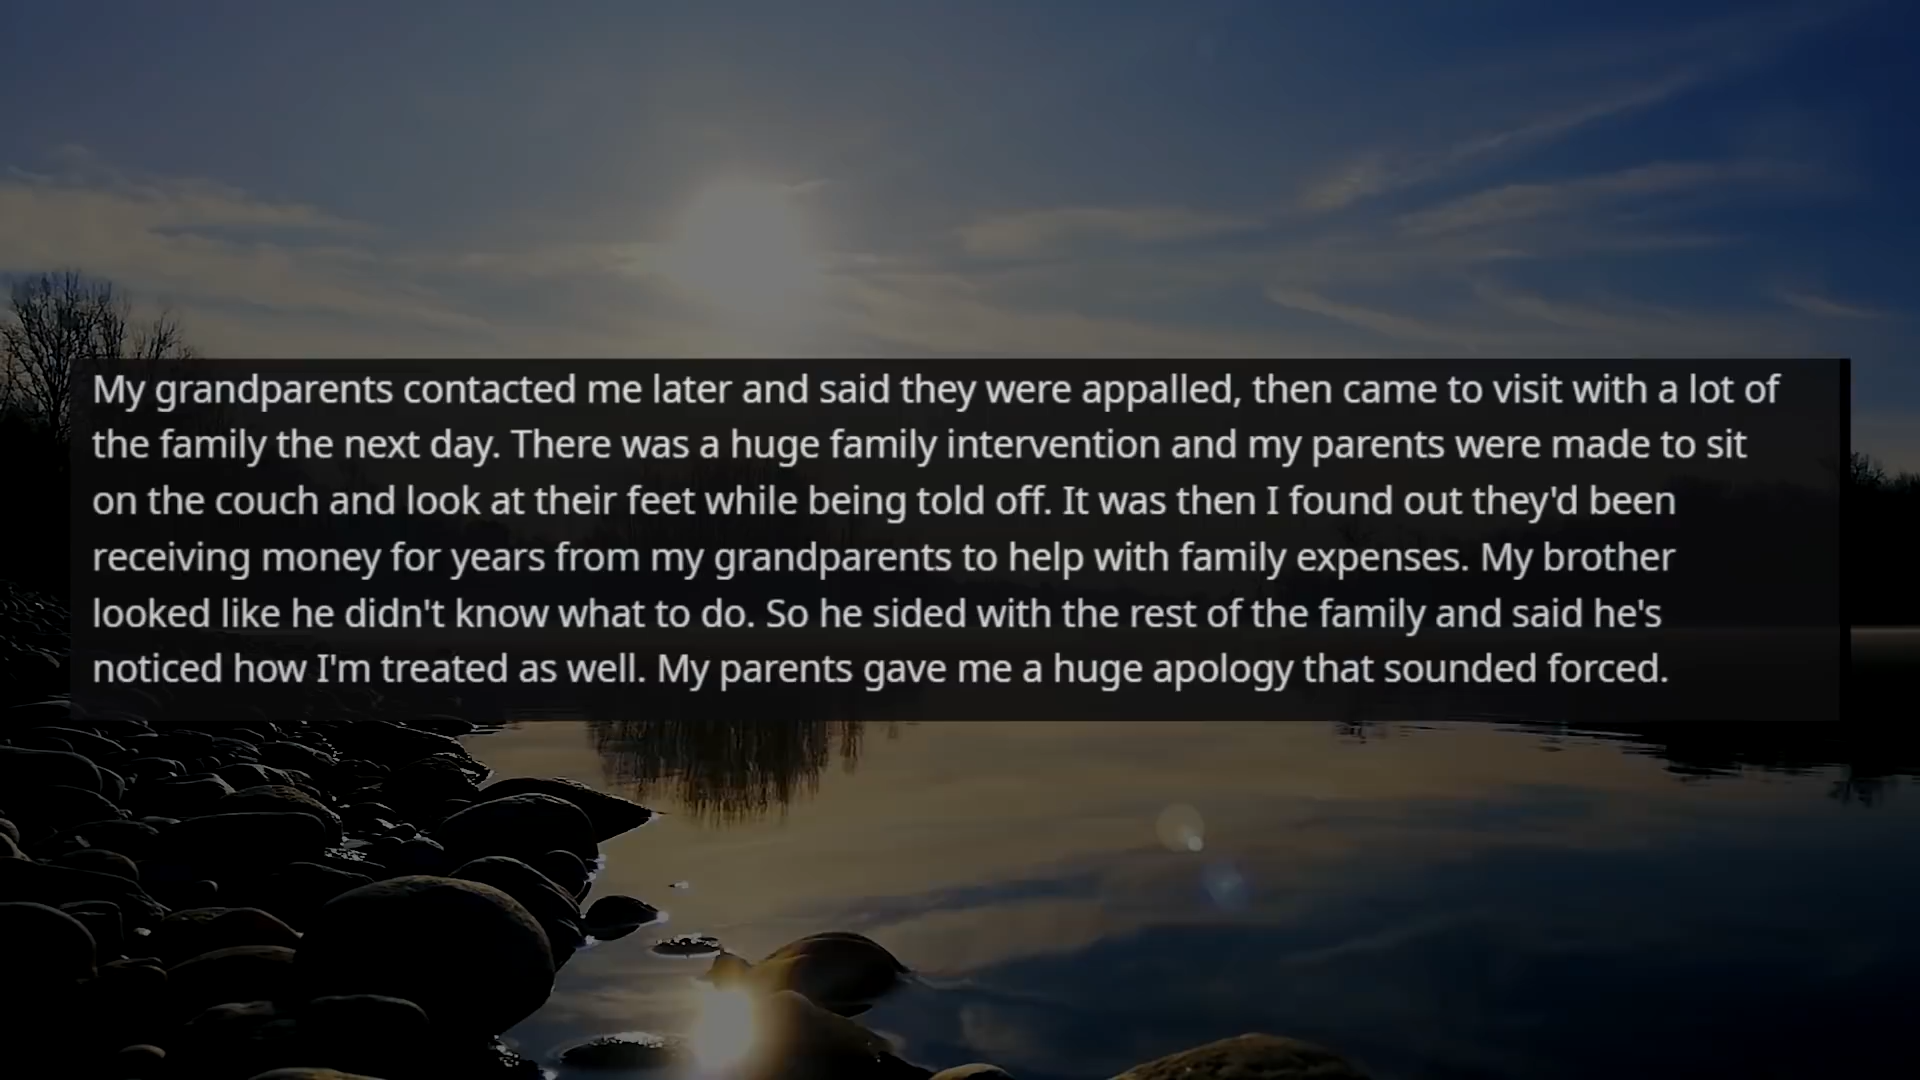 My grandparents contacted me later and said they were appalled, then came to visit with a lot of
the family the next day. There was a huge family intervention and my parents were made to sit
on the couch and look at their feet while being told off. It was then I found out they'd been
receiving money for years from my grandparents to help with family expenses. My brother
looked like he didn't know what to do. So he sided with the rest of the family and said he's
noticed how I'm treated as well. My parents gave me a huge apology that sounded forced.